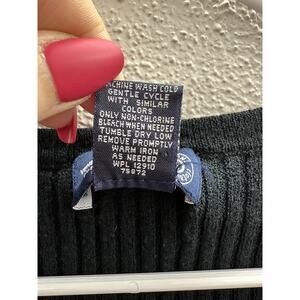 MACHINE WASH COLD
GENTLE CYCLE
WITH SIMILAR
COLORS
ONLY NON-CHLORINE
BLEACH WHEN NEEDED
TUMBLE DRY LOW
REMOVE PROMPTLY
WARM IRON
AS NEEDED
WPL 12910
75872